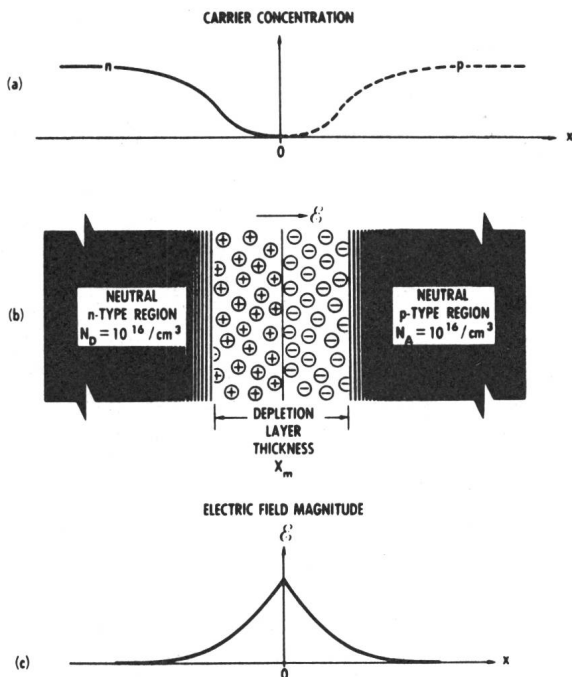 CARRIER CONCENTRATION
n
p
(a)
0
x
ℰ
NEUTRAL
n-TYPE REGION
N_D = 10^16/cm^3
NEUTRAL
p-TYPE REGION
N_A = 10^16/cm^3
(b)
DEPLETION
LAYER
THICKNESS
X_m
ELECTRIC FIELD MAGNITUDE
ℰ
(c)
0
x